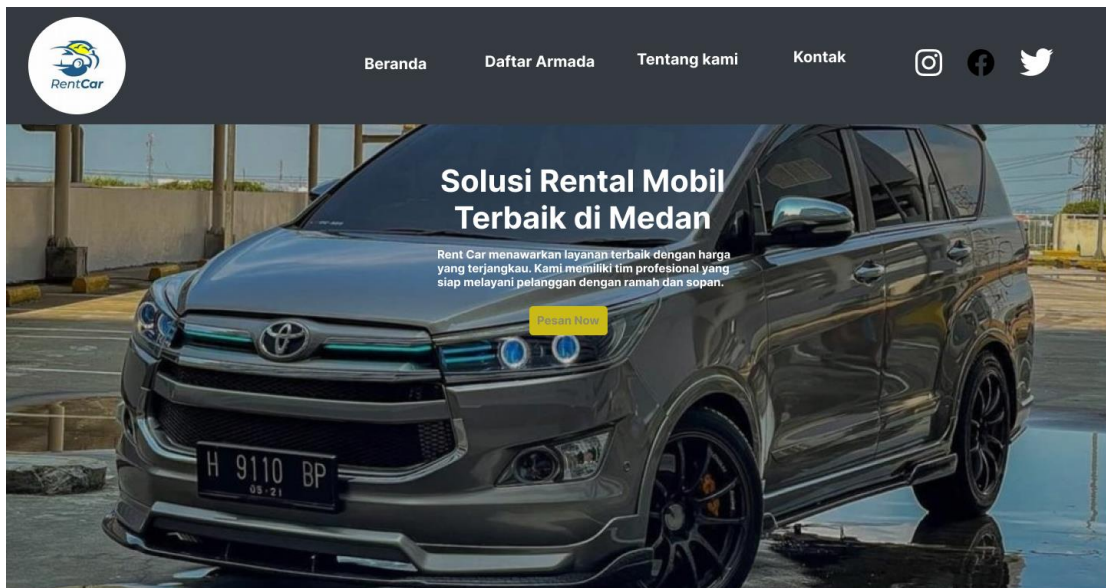 RentCar
Beranda
Daftar Armada
Tentang kami
Kontak
Solusi Rental Mobil
Terbaik di Medan
Rent Car menawarkan layanan terbaik dengan harga
yang terjangkau. Kami memiliki tim profesional yang
siap melayani pelanggan dengan ramah dan sopan.
Pesan Now
H 9110 BP
05·21